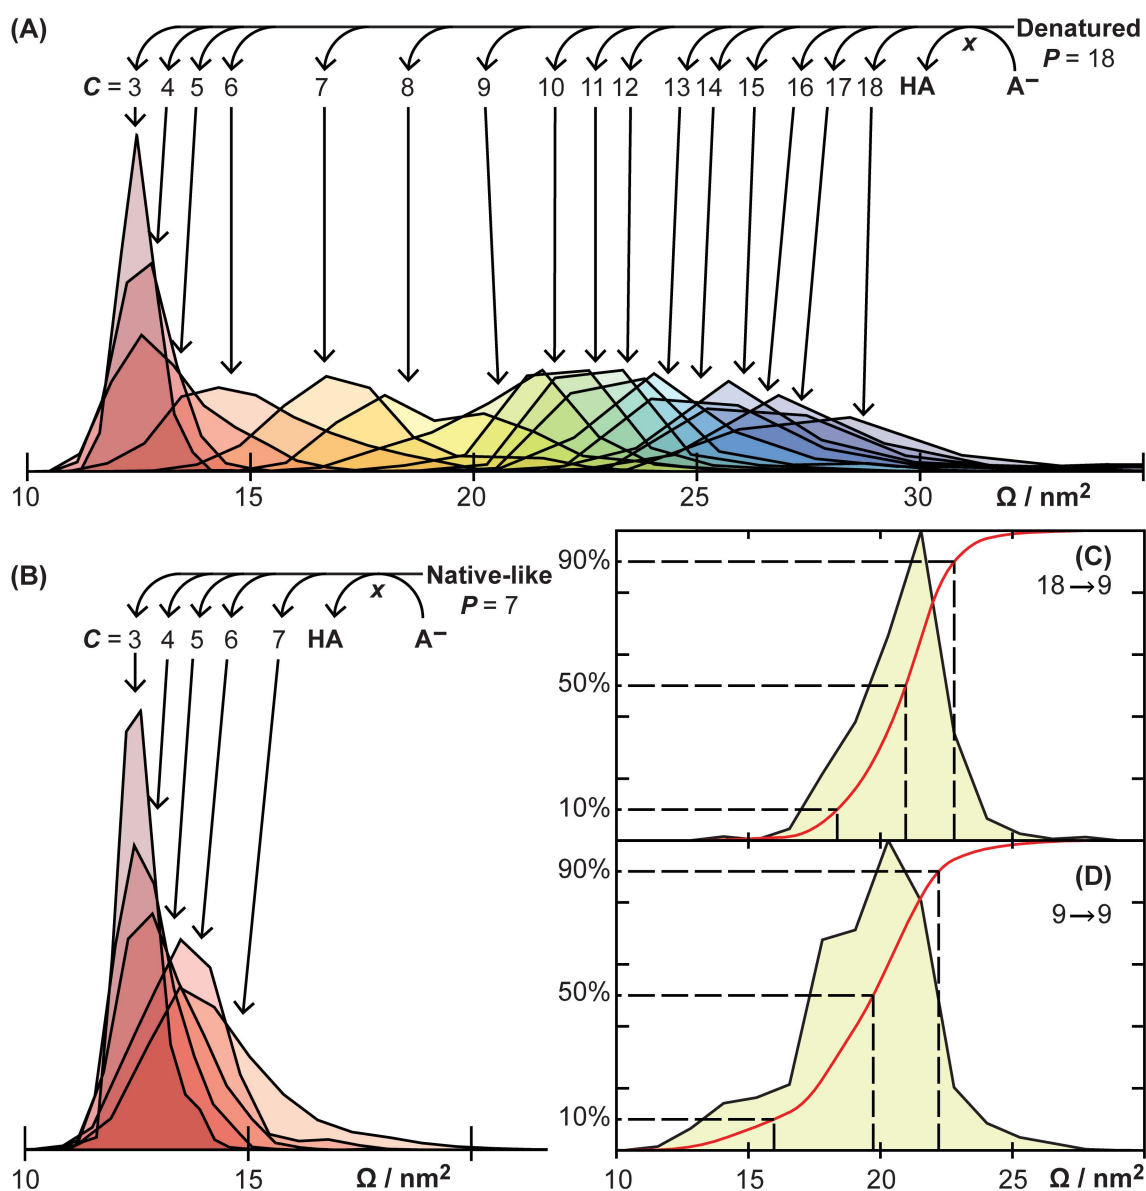 (A)
Denatured
x
P = 18
C = 3 4 5 6 7 8 9 10 11 12 13 14 15 16 17 18 HA A−
10 15 20 25 30 Ω / nm²
(B)
Native-like
x
P = 7
C = 3 4 5 6 7 HA A−
10 15 Ω / nm²
(C)
90%
18→9
50%
10%
(D)
90%
9→9
50%
10%
10 15 20 25
Ω / nm²